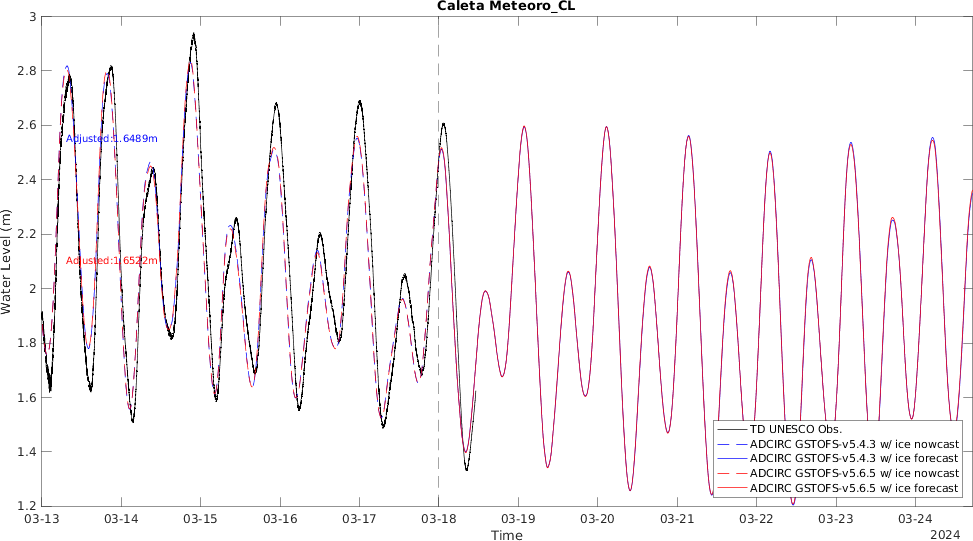 Caleta Meteoro_CL
3
2.8
2.6
2.4
2.2
2
1.8
1.6
1.4
1.2
Water Level (m)
Adjusted:1.6489m
Adjusted:1.6522m
TD UNESCO Obs.
ADCIRC GSTOFS-v5.4.3 w/ ice nowcast
ADCIRC GSTOFS-v5.4.3 w/ ice forecast
ADCIRC GSTOFS-v5.6.5 w/ ice nowcast
ADCIRC GSTOFS-v5.6.5 w/ ice forecast
03-13 03-14 03-15 03-16 03-17 03-18 03-19 03-20 03-21 03-22 03-23 03-24
Time
2024